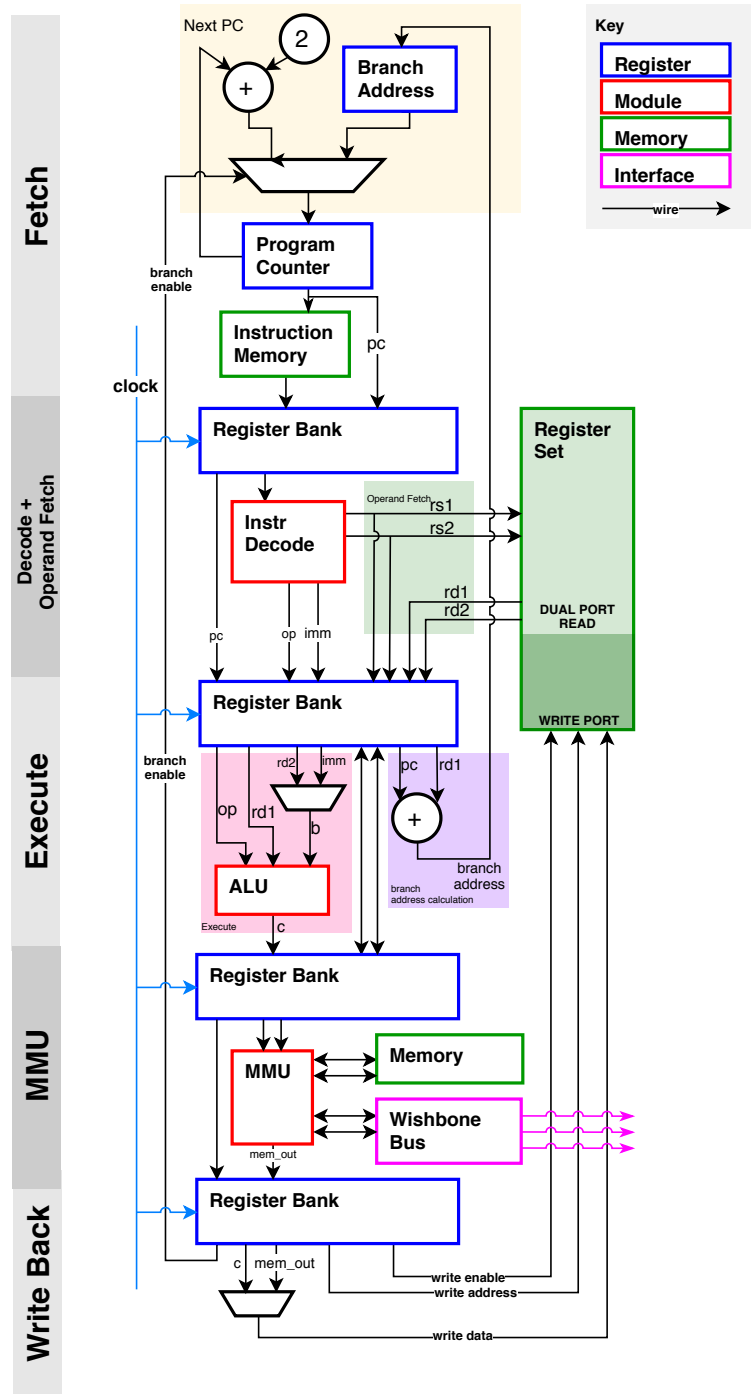 Next PC
2
+
Branch
Address
Key
Register
Module
Memory
Interface
wire
Fetch
Program
Counter
branch
enable
Instruction
Memory
pc
clock
Decode +
Operand Fetch
Register Bank
Register
Set
Operand Fetch
rs1
rs2
Instr
Decode
rd1
rd2
DUAL PORT
READ
pc
op
imm
Register Bank
WRITE PORT
Execute
branch
enable
rd2
imm
pc
rd1
op
rd1
b
+
ALU
branch
address
branch
address calculation
Execute
c
Register Bank
MMU
MMU
Memory
Wishbone
Bus
mem_out
Register Bank
Write Back
c
mem_out
write enable
write address
write data